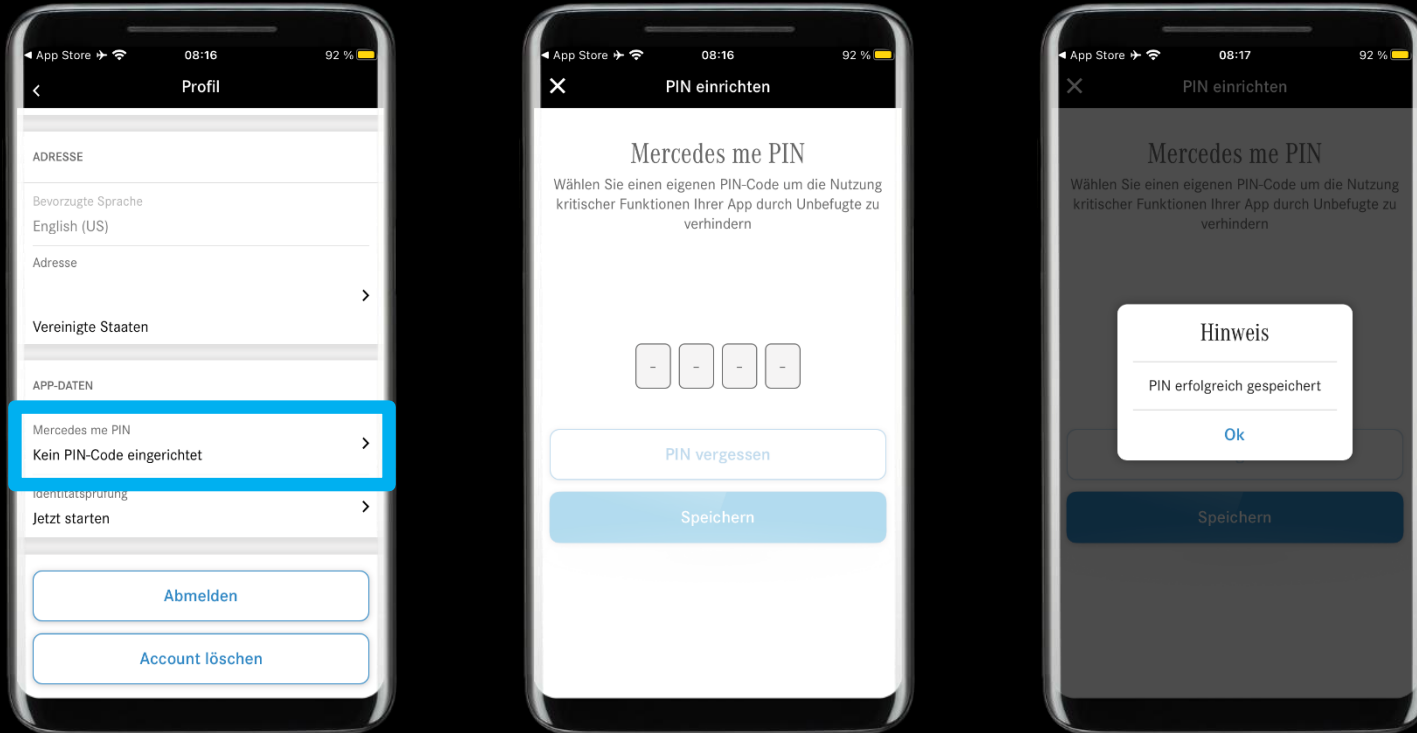 App Store
08:16
92 %
Profil
ADRESSE
Bevorzugte Sprache
English (US)
Adresse
Vereinigte Staaten
APP-DATEN
Mercedes me PIN
Kein PIN-Code eingerichtet
Identitätsprüfung
Jetzt starten
Abmelden
Account löschen
App Store
08:16
92 %
PIN einrichten
Mercedes me PIN
Wählen Sie einen eigenen PIN-Code um die Nutzung
kritischer Funktionen Ihrer App durch Unbefugte zu
verhindern
- - - -
PIN vergessen
Speichern
App Store
08:17
92 %
PIN einrichten
Mercedes me PIN
Wählen Sie einen eigenen PIN-Code um die Nutzung
kritischer Funktionen Ihrer App durch Unbefugte zu
verhindern
Hinweis
PIN erfolgreich gespeichert
Ok
Speichern